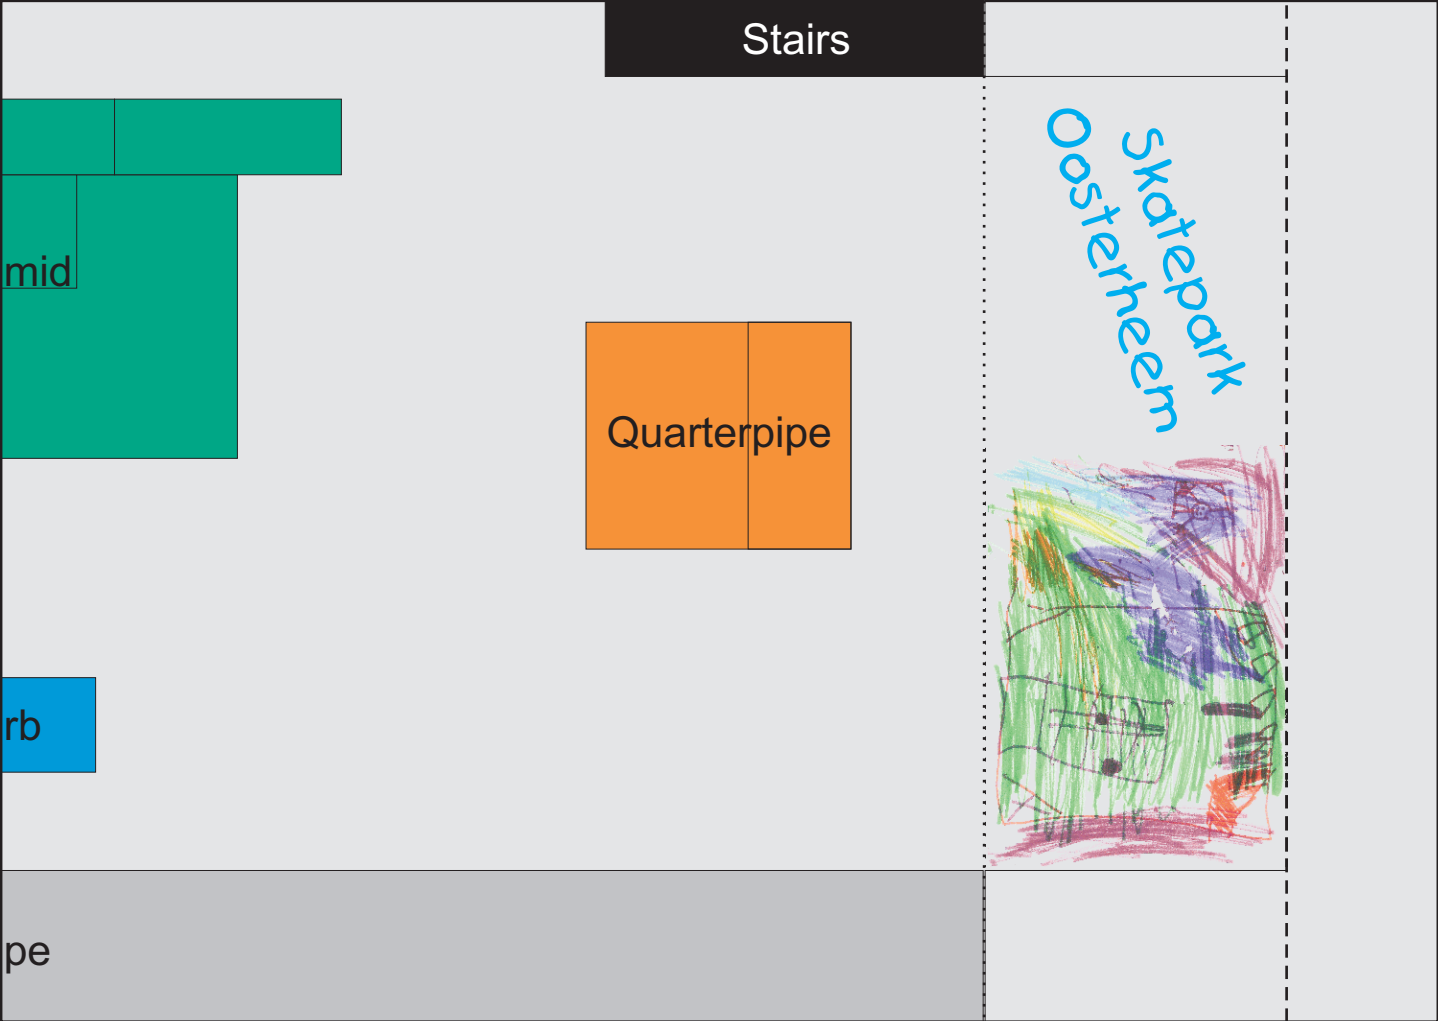 Stairs
Skatepark
Oosterheem
mid
Quarterpipe
rb
pe